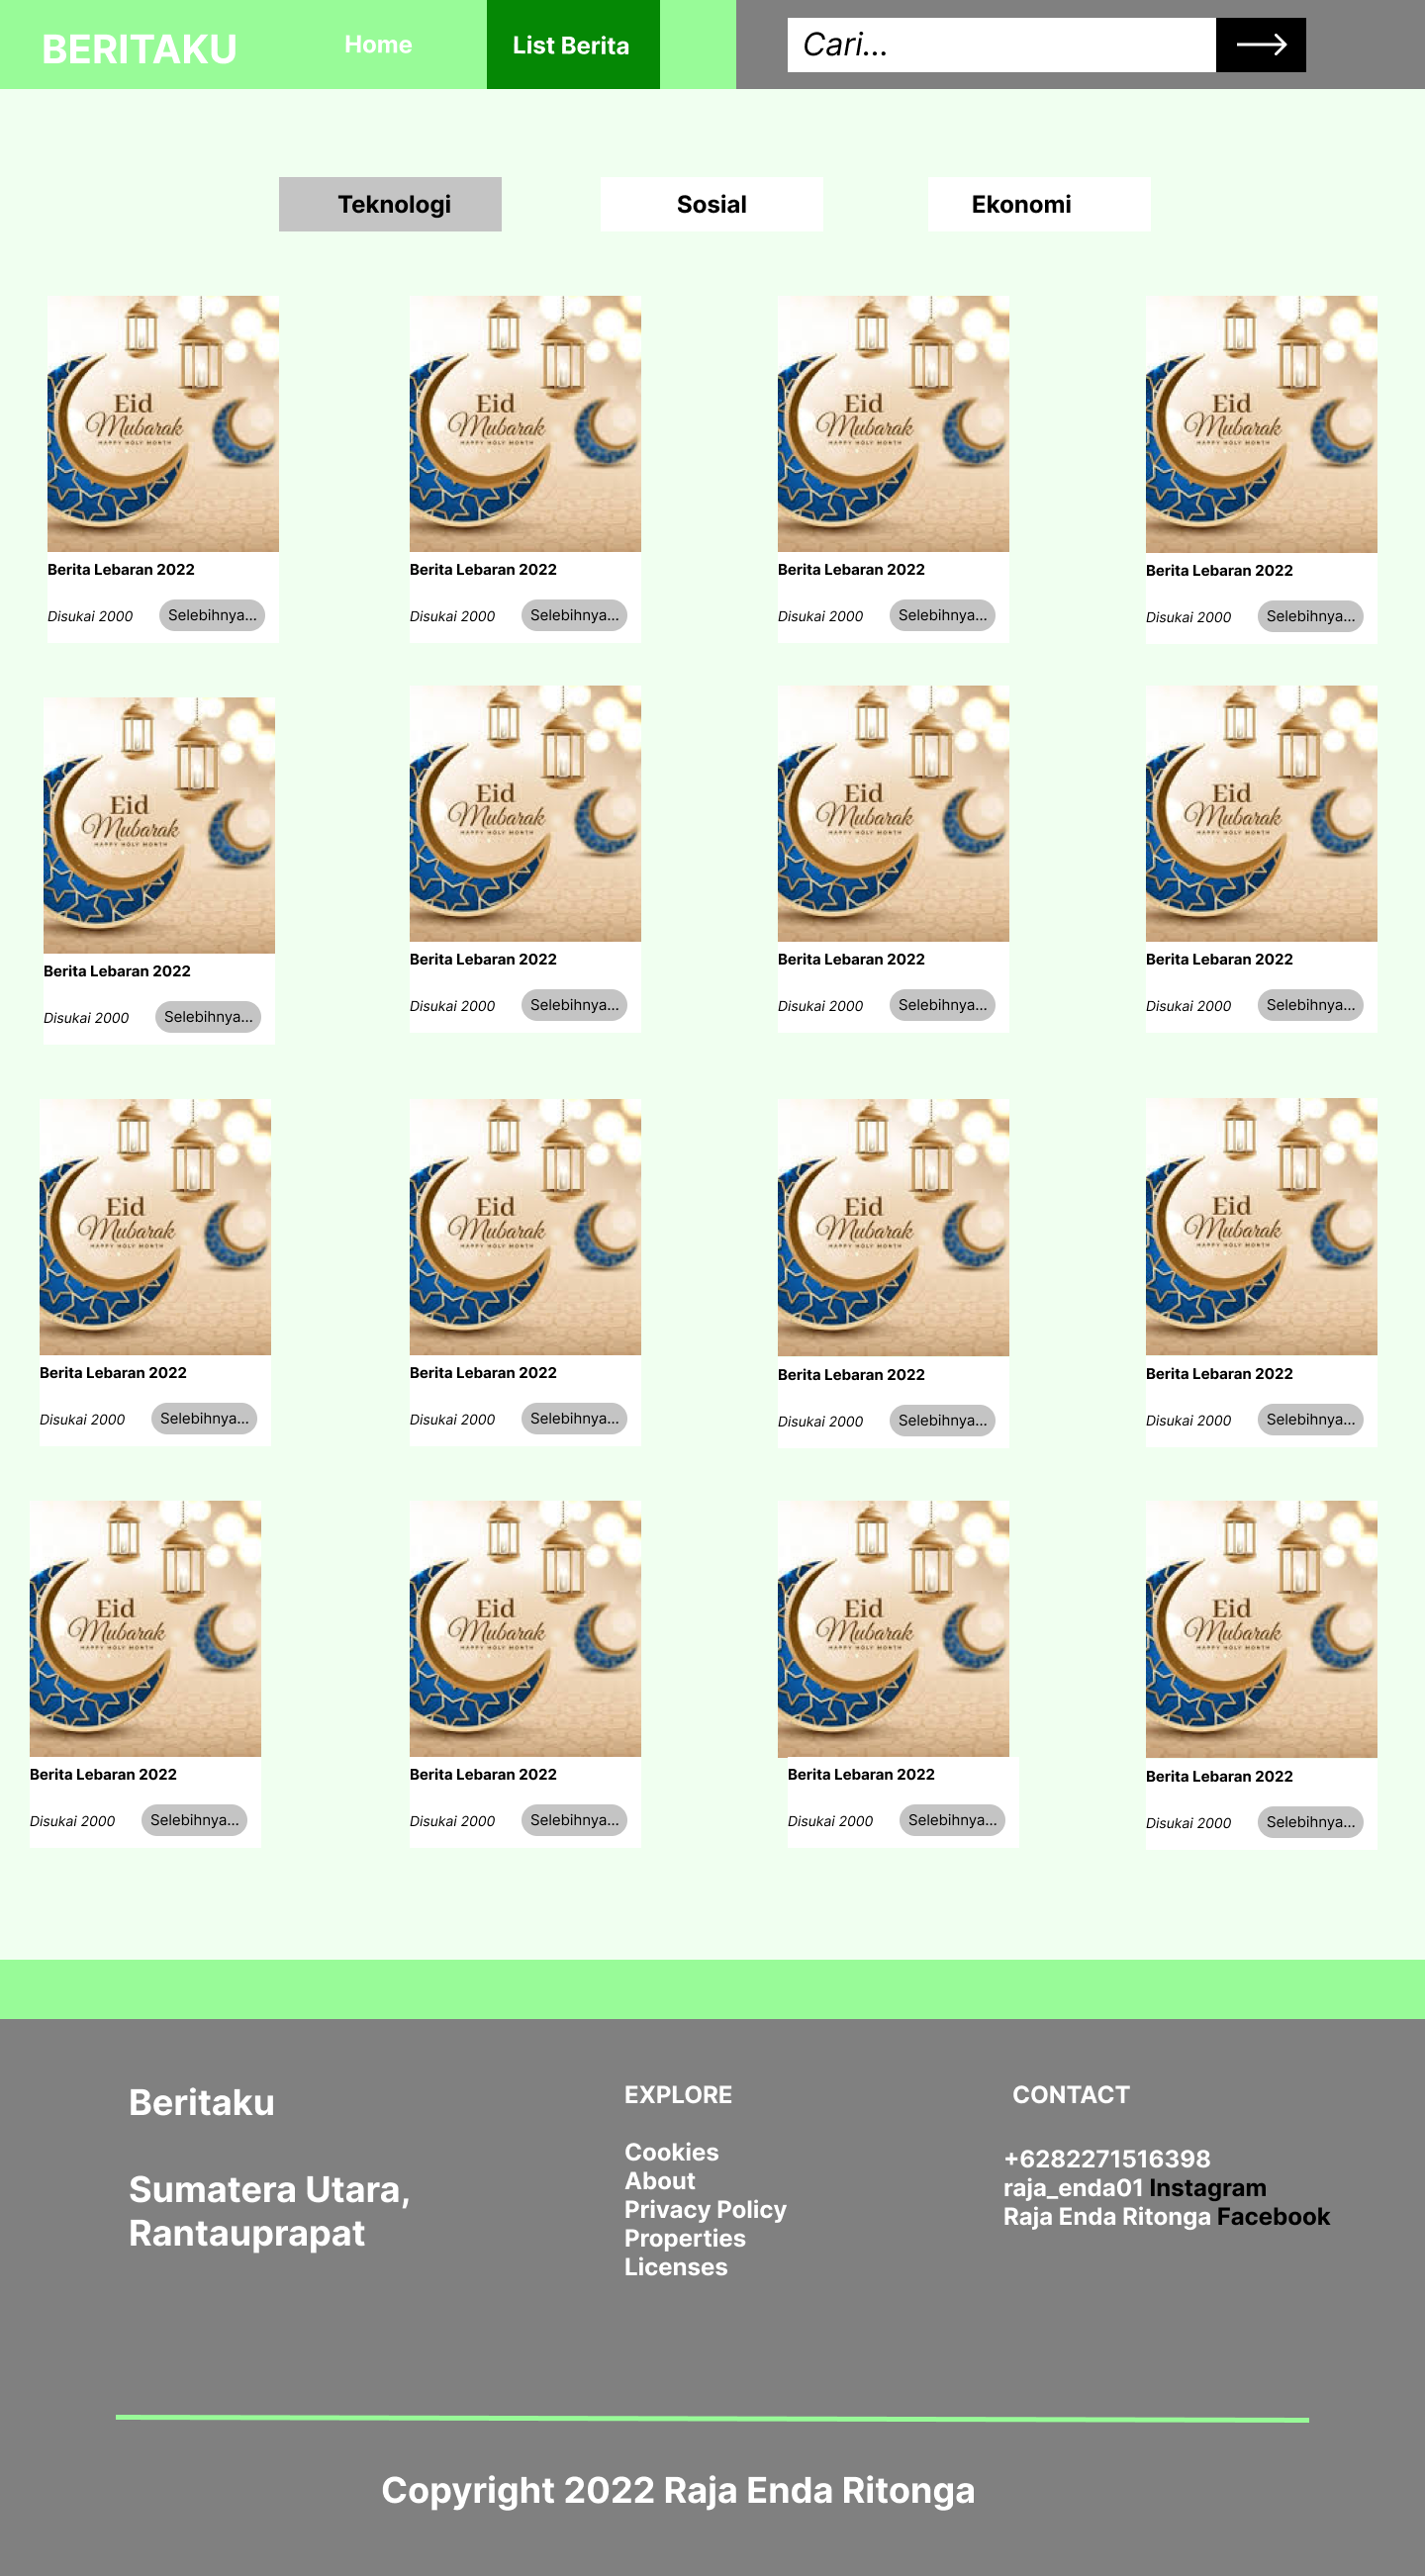 BERITAKU
Home
List Berita
Cari...
Teknologi
Sosial
Ekonomi
Eid
Mubarak
HAPPY HOLY MONTH
Berita Lebaran 2022
Disukai 2000
Selebihnya...
Eid
Mubarak
HAPPY HOLY MONTH
Berita Lebaran 2022
Disukai 2000
Selebihnya...
Eid
Mubarak
HAPPY HOLY MONTH
Berita Lebaran 2022
Disukai 2000
Selebihnya...
Eid
Mubarak
HAPPY HOLY MONTH
Berita Lebaran 2022
Disukai 2000
Selebihnya...
Eid
Mubarak
HAPPY HOLY MONTH
Berita Lebaran 2022
Disukai 2000
Selebihnya...
Eid
Mubarak
HAPPY HOLY MONTH
Berita Lebaran 2022
Disukai 2000
Selebihnya...
Eid
Mubarak
HAPPY HOLY MONTH
Berita Lebaran 2022
Disukai 2000
Selebihnya...
Eid
Mubarak
HAPPY HOLY MONTH
Berita Lebaran 2022
Disukai 2000
Selebihnya...
Eid
Mubarak
HAPPY HOLY MONTH
Berita Lebaran 2022
Disukai 2000
Selebihnya...
Eid
Mubarak
HAPPY HOLY MONTH
Berita Lebaran 2022
Disukai 2000
Selebihnya...
Eid
Mubarak
HAPPY HOLY MONTH
Berita Lebaran 2022
Disukai 2000
Selebihnya...
Eid
Mubarak
HAPPY HOLY MONTH
Berita Lebaran 2022
Disukai 2000
Selebihnya...
Eid
Mubarak
HAPPY HOLY MONTH
Berita Lebaran 2022
Disukai 2000
Selebihnya...
Eid
Mubarak
HAPPY HOLY MONTH
Berita Lebaran 2022
Disukai 2000
Selebihnya...
Eid
Mubarak
HAPPY HOLY MONTH
Berita Lebaran 2022
Disukai 2000
Selebihnya...
Eid
Mubarak
HAPPY HOLY MONTH
Berita Lebaran 2022
Disukai 2000
Selebihnya...
Beritaku
Sumatera Utara,
Rantauprapat
EXPLORE
Cookies
About
Privacy Policy
Properties
Licenses
CONTACT
+6282271516398
raja_enda01 Instagram
Raja Enda Ritonga Facebook
Copyright 2022 Raja Enda Ritonga